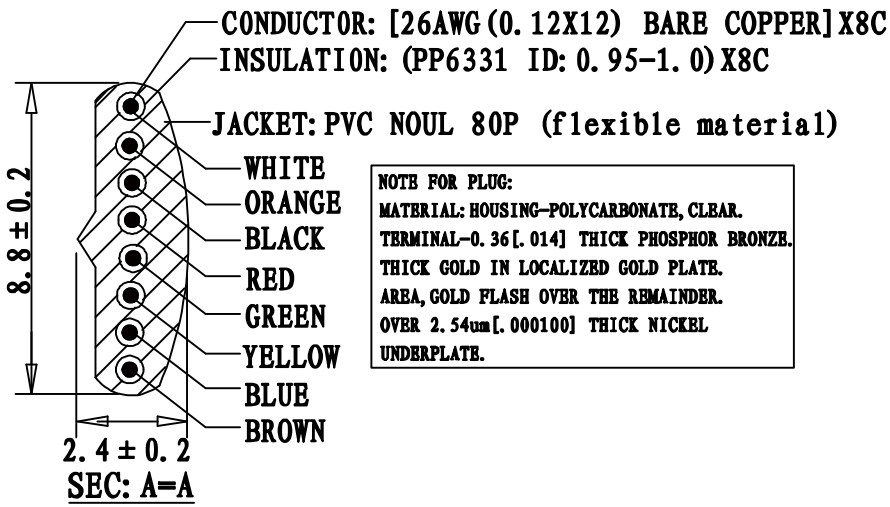 CONDUCTOR: [26AWG(0.12X12) BARE COPPER]X8C
INSULATION: (PP6331 ID:0.95-1.0)X8C
JACKET:PVC NOUL 80P (flexible material)
WHITE
ORANGE
BLACK
RED
GREEN
YELLOW
BLUE
BROWN
8.8±0.2
2.4±0.2
SEC: A=A
NOTE FOR PLUG:
MATERIAL:HOUSING-POLYCARBONATE,CLEAR.
TERMINAL-0.36[.014] THICK PHOSPHOR BRONZE.
THICK GOLD IN LOCALIZED GOLD PLATE.
AREA,GOLD FLASH OVER THE REMAINDER.
OVER 2.54um[.000100] THICK NICKEL
UNDERPLATE.